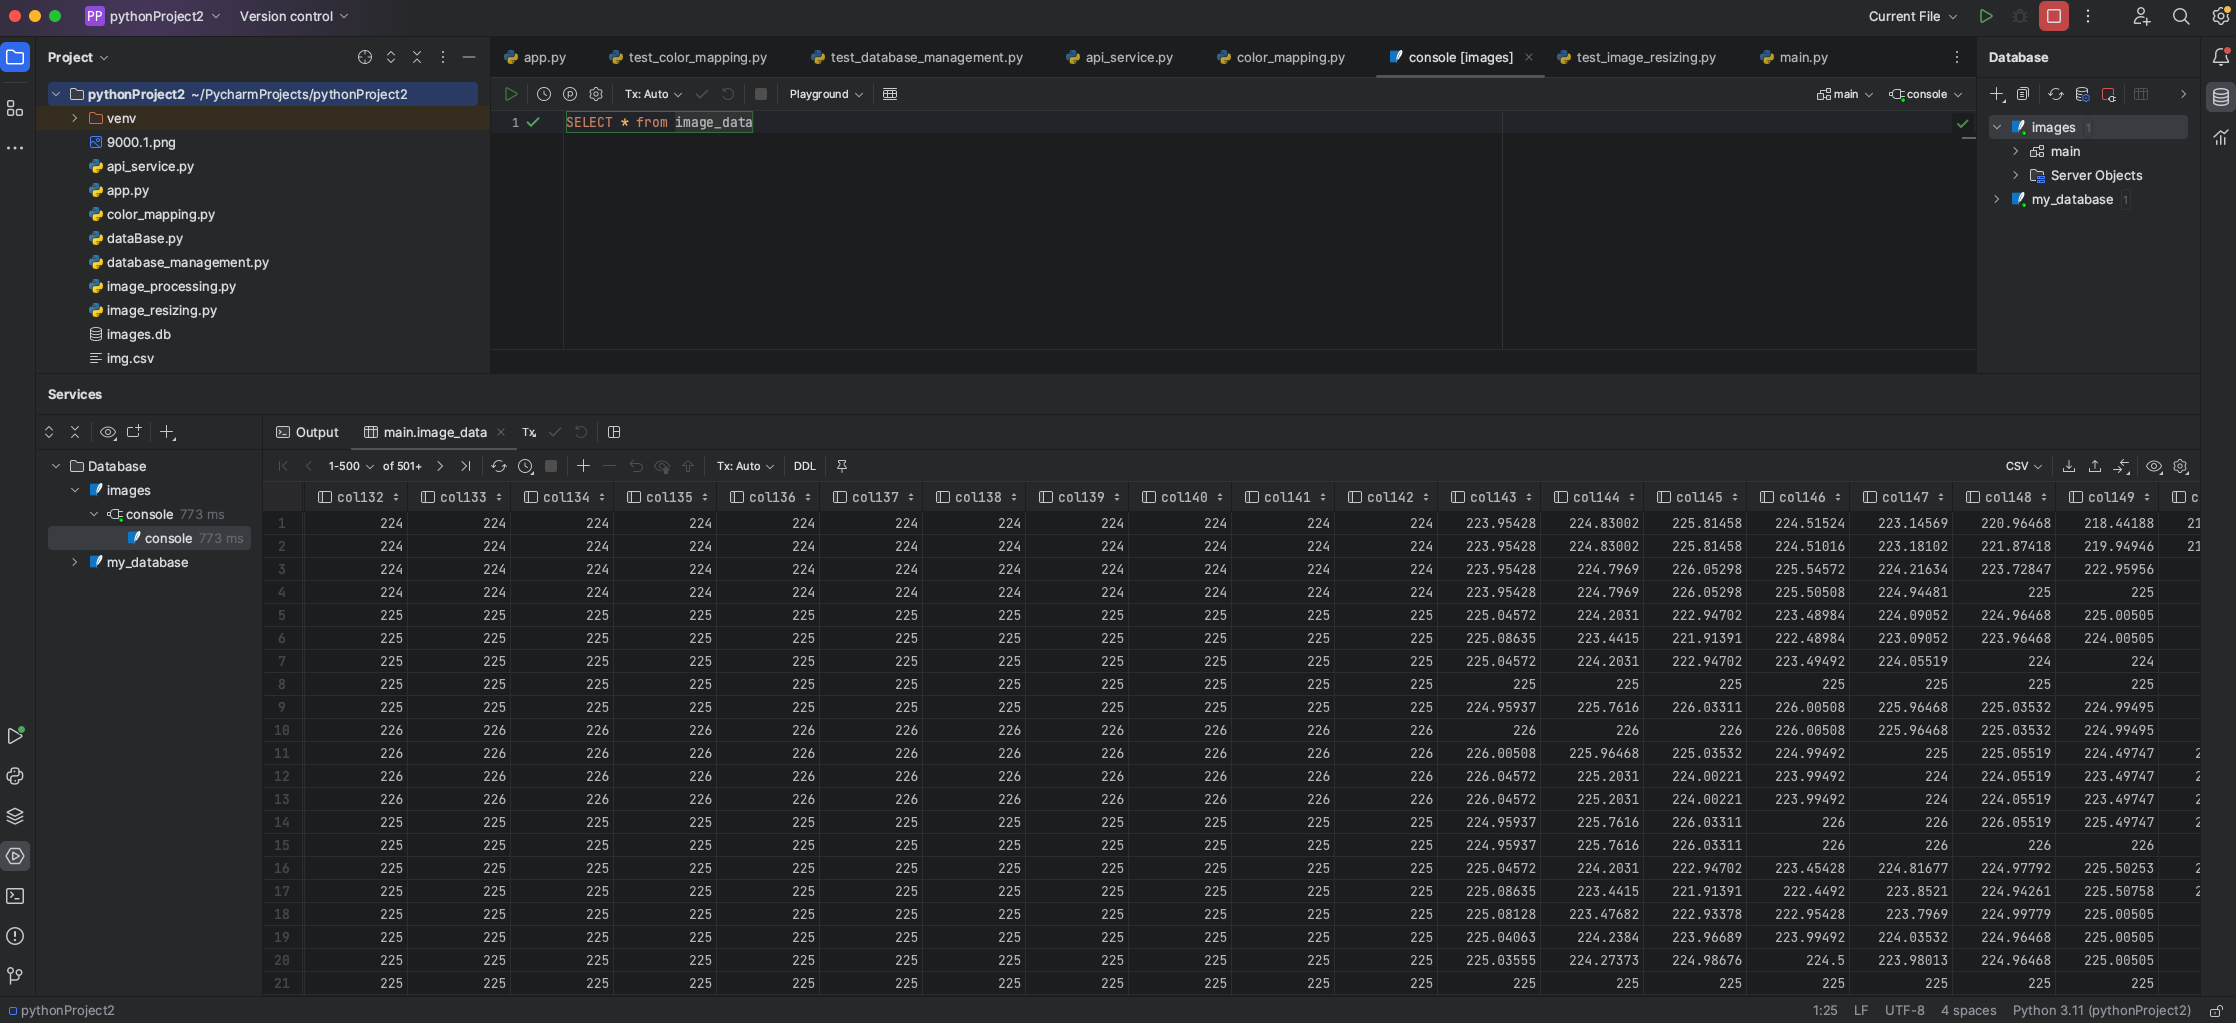 PP pythonProject2 Version control Current File
Project
pythonProject2 ~/PycharmProjects/pythonProject2
venv
9000.1.png
api_service.py
app.py
color_mapping.py
dataBase.py
database_management.py
image_processing.py
image_resizing.py
images.db
img.csv
app.py test_color_mapping.py test_database_management.py api_service.py color_mapping.py console [images] test_image_resizing.py main.py
Tx: Auto Playground main console
1 SELECT * from image_data
Database
images 1
main
Server Objects
my_database 1
Services
Database
images
console 773 ms
console 773 ms
my_database
Output main.image_data Tx
1-500 of 501+ Tx: Auto DDL CSV
col132 col133 col134 col135 col136 col137 col138 col139 col140 col141 col142 col143 col144 col145 col146 col147 col148 col149 c
1 224 224 224 224 224 224 224 224 224 224 224 223.95428 224.83002 225.81458 224.51524 223.14569 220.96468 218.44188 21
2 224 224 224 224 224 224 224 224 224 224 224 223.95428 224.83002 225.81458 224.51016 223.18102 221.87418 219.94946 21
3 224 224 224 224 224 224 224 224 224 224 224 223.95428 224.7969 226.05298 225.54572 224.21634 223.72847 222.95956
4 224 224 224 224 224 224 224 224 224 224 224 223.95428 224.7969 226.05298 225.50508 224.94481 225 225
5 225 225 225 225 225 225 225 225 225 225 225 225.04572 224.2031 222.94702 223.48984 224.09052 224.96468 225.00505
6 225 225 225 225 225 225 225 225 225 225 225 225.08635 223.4415 221.91391 222.48984 223.09052 223.96468 224.00505
7 225 225 225 225 225 225 225 225 225 225 225 225.04572 224.2031 222.94702 223.49492 224.05519 224 224
8 225 225 225 225 225 225 225 225 225 225 225 225 225 225 225 225 225 225
9 225 225 225 225 225 225 225 225 225 225 225 224.95937 225.7616 226.03311 226.00508 225.96468 225.03532 224.99495
10 226 226 226 226 226 226 226 226 226 226 226 226 226 226 226.00508 225.96468 225.03532 224.99495
11 226 226 226 226 226 226 226 226 226 226 226 226.00508 225.96468 225.03532 224.99492 225 225.05519 224.49747 2
12 226 226 226 226 226 226 226 226 226 226 226 226.04572 225.2031 224.00221 223.99492 224 224.05519 223.49747 2
13 226 226 226 226 226 226 226 226 226 226 226 226.04572 225.2031 224.00221 223.99492 224 224.05519 223.49747 2
14 225 225 225 225 225 225 225 225 225 225 225 224.95937 225.7616 226.03311 226 226 226.05519 225.49747 2
15 225 225 225 225 225 225 225 225 225 225 225 224.95937 225.7616 226.03311 226 226 226 226
16 225 225 225 225 225 225 225 225 225 225 225 225.04572 224.2031 222.94702 223.45428 224.81677 224.97792 225.50253 2
17 225 225 225 225 225 225 225 225 225 225 225 225.08635 223.4415 221.91391 222.4492 223.8521 224.94261 225.50758 2
18 225 225 225 225 225 225 225 225 225 225 225 225.08128 223.47682 222.93378 222.95428 223.7969 224.99779 225.00505
19 225 225 225 225 225 225 225 225 225 225 225 225.04063 224.2384 223.96689 223.99492 224.03532 224.96468 225.00505
20 225 225 225 225 225 225 225 225 225 225 225 225.03555 224.27373 224.98676 224.5 223.98013 224.96468 225.00505
21 225 225 225 225 225 225 225 225 225 225 225 225 225 225 225 225 225 225
pythonProject2 1:25 LF UTF-8 4 spaces Python 3.11 (pythonProject2)